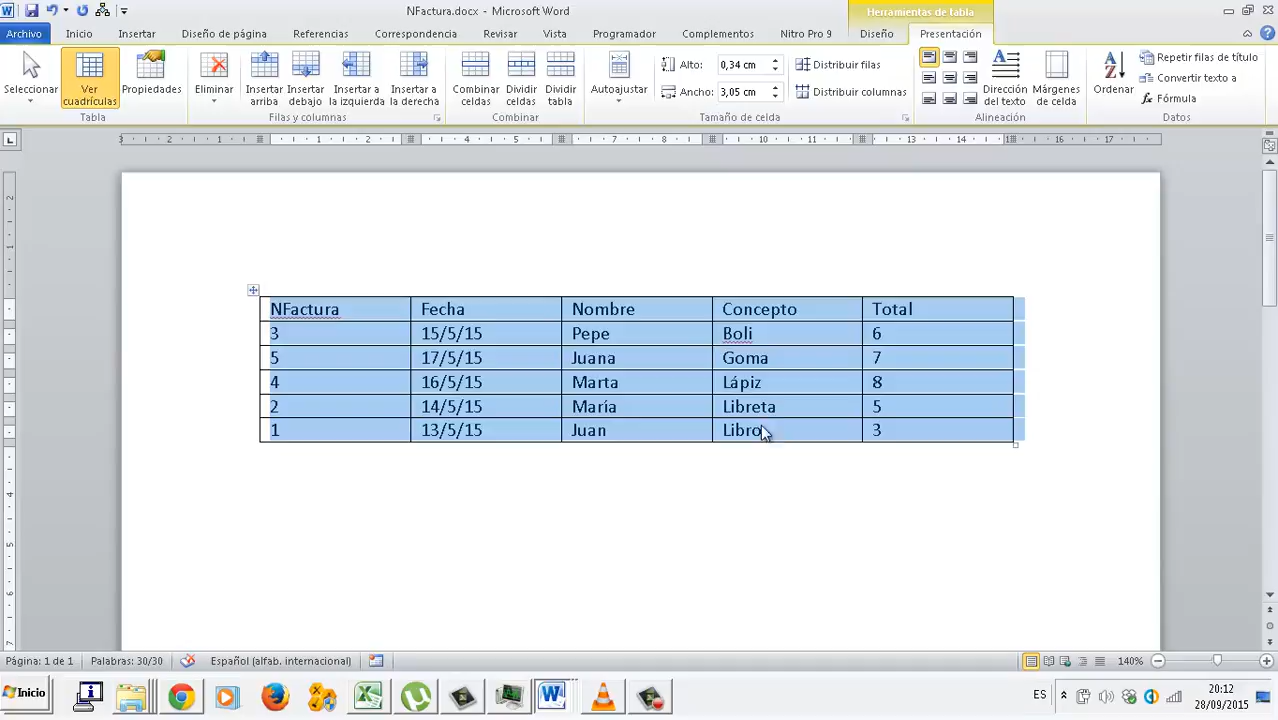 NFactura.docx - Microsoft Word
Herramientas de tabla
Archivo Inicio Insertar Diseño de página Referencias Correspondencia Revisar Vista Programador Complementos Nitro Pro 9 Diseño Presentación
Seleccionar
Ver cuadrículas
Propiedades
Tabla
Eliminar
Insertar arriba
Insertar debajo
Insertar a la izquierda
Insertar a la derecha
Filas y columnas
Combinar celdas
Dividir celdas
Dividir tabla
Combinar
Autoajustar
Alto: 0,34 cm
Ancho: 3,05 cm
Distribuir filas
Distribuir columnas
Tamaño de celda
Dirección del texto
Márgenes de celda
Alineación
Ordenar
Repetir filas de título
Convertir texto a
Fórmula
Datos
NFactura Fecha Nombre Concepto Total
3 15/5/15 Pepe Boli 6
5 17/5/15 Juana Goma 7
4 16/5/15 Marta Lápiz 8
2 14/5/15 María Libreta 5
1 13/5/15 Juan Libro 3
Página: 1 de 1 Palabras: 30/30 Español (alfab. internacional) 140%
Inicio ES 20:12
28/09/2015